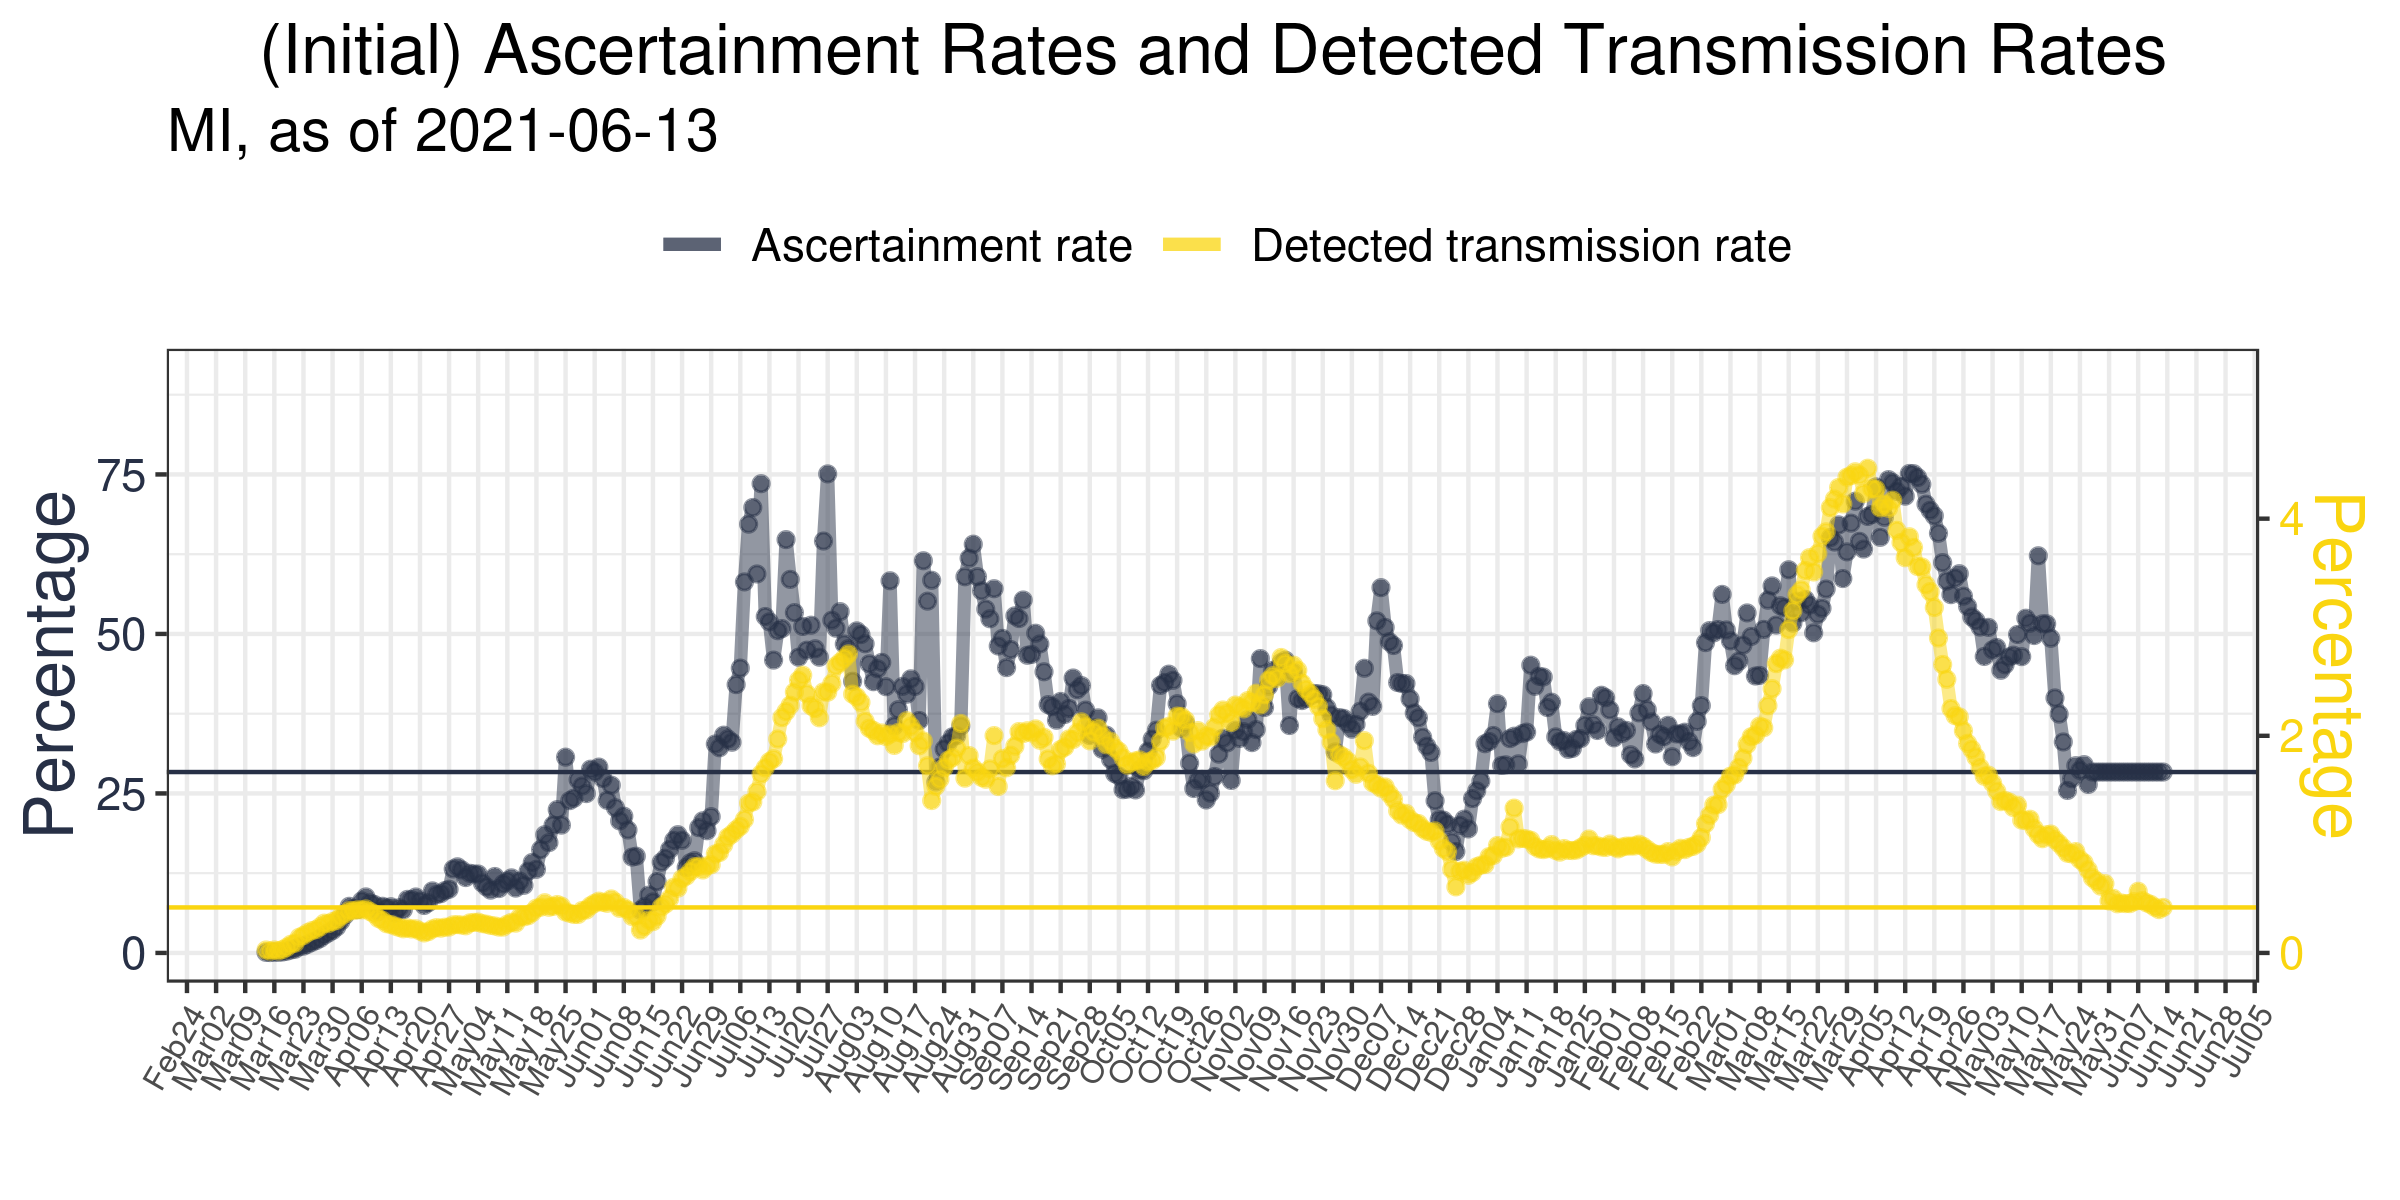 (Initial) Ascertainment Rates and Detected Transmission Rates
MI, as of 2021-06-13
Ascertainment rate
Detected transmission rate
Percentage
75
50
25
0
4
2
0
Percentage
Feb24
Mar02
Mar09
Mar16
Mar23
Mar30
Apr06
Apr13
Apr20
Apr27
May04
May11
May18
May25
Jun01
Jun08
Jun15
Jun22
Jun29
Jul06
Jul13
Jul20
Jul27
Aug03
Aug10
Aug17
Aug24
Aug31
Sep07
Sep14
Sep21
Sep28
Oct05
Oct12
Oct19
Oct26
Nov02
Nov09
Nov16
Nov23
Nov30
Dec07
Dec14
Dec21
Dec28
Jan04
Jan11
Jan18
Jan25
Feb01
Feb08
Feb15
Feb22
Mar01
Mar08
Mar15
Mar22
Mar29
Apr05
Apr12
Apr19
Apr26
May03
May10
May17
May24
May31
Jun07
Jun14
Jun21
Jun28
Jul05